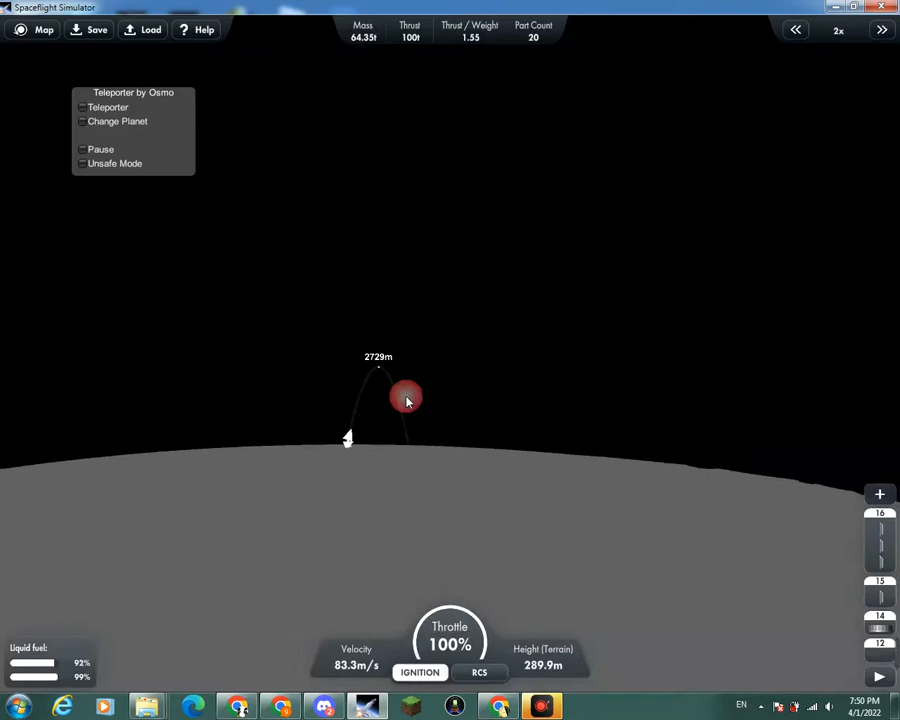 Spaceflight Simulator
Map Save Load ? Help
Mass Thrust Thrust / Weight Part Count
64.35t 100t 1.55 20
2x
Teleporter by Osmo
Teleporter
Change Planet
Pause
Unsafe Mode
2729m
+
16
15
14
12
Throttle
100%
Velocity
83.3m/s
Height (Terrain)
289.9m
IGNITION RCS
Liquid fuel:
92%
99%
EN
7:50 PM
4/1/2022